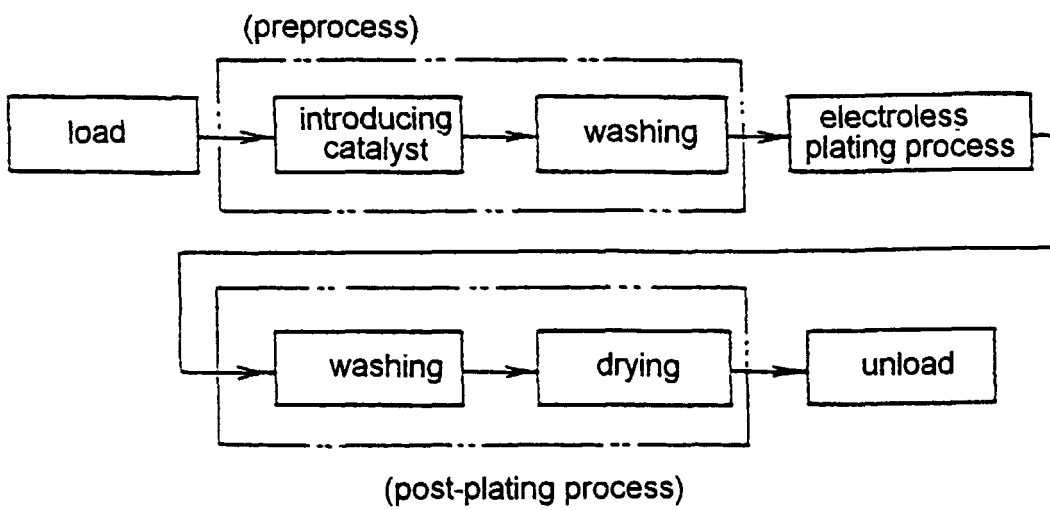 (preprocess)
load
introducing
catalyst
washing
electroless
plating process
washing
drying
unload
(post-plating process)